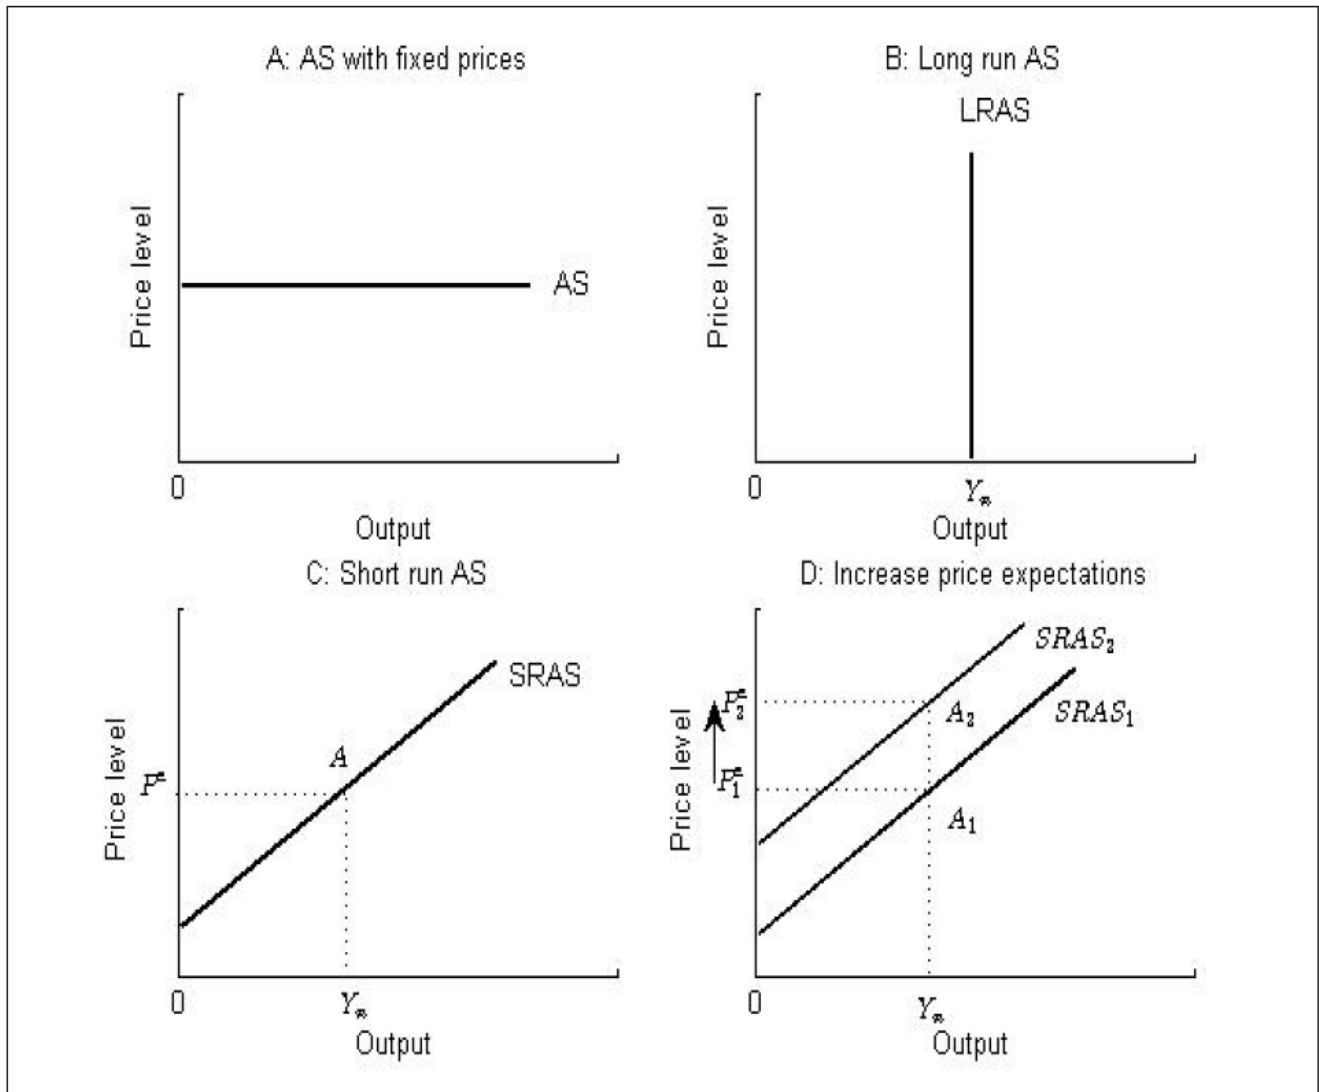 A: AS with fixed prices
Price level
AS
0
Output
B: Long run AS
LRAS
Price level
0
Yₙ
Output
C: Short run AS
SRAS
A
Pᵉ
Price level
0
Yₙ
Output
D: Increase price expectations
SRAS₂
SRAS₁
P₂ᵉ
A₂
P₁ᵉ
A₁
Price level
0
Yₙ
Output